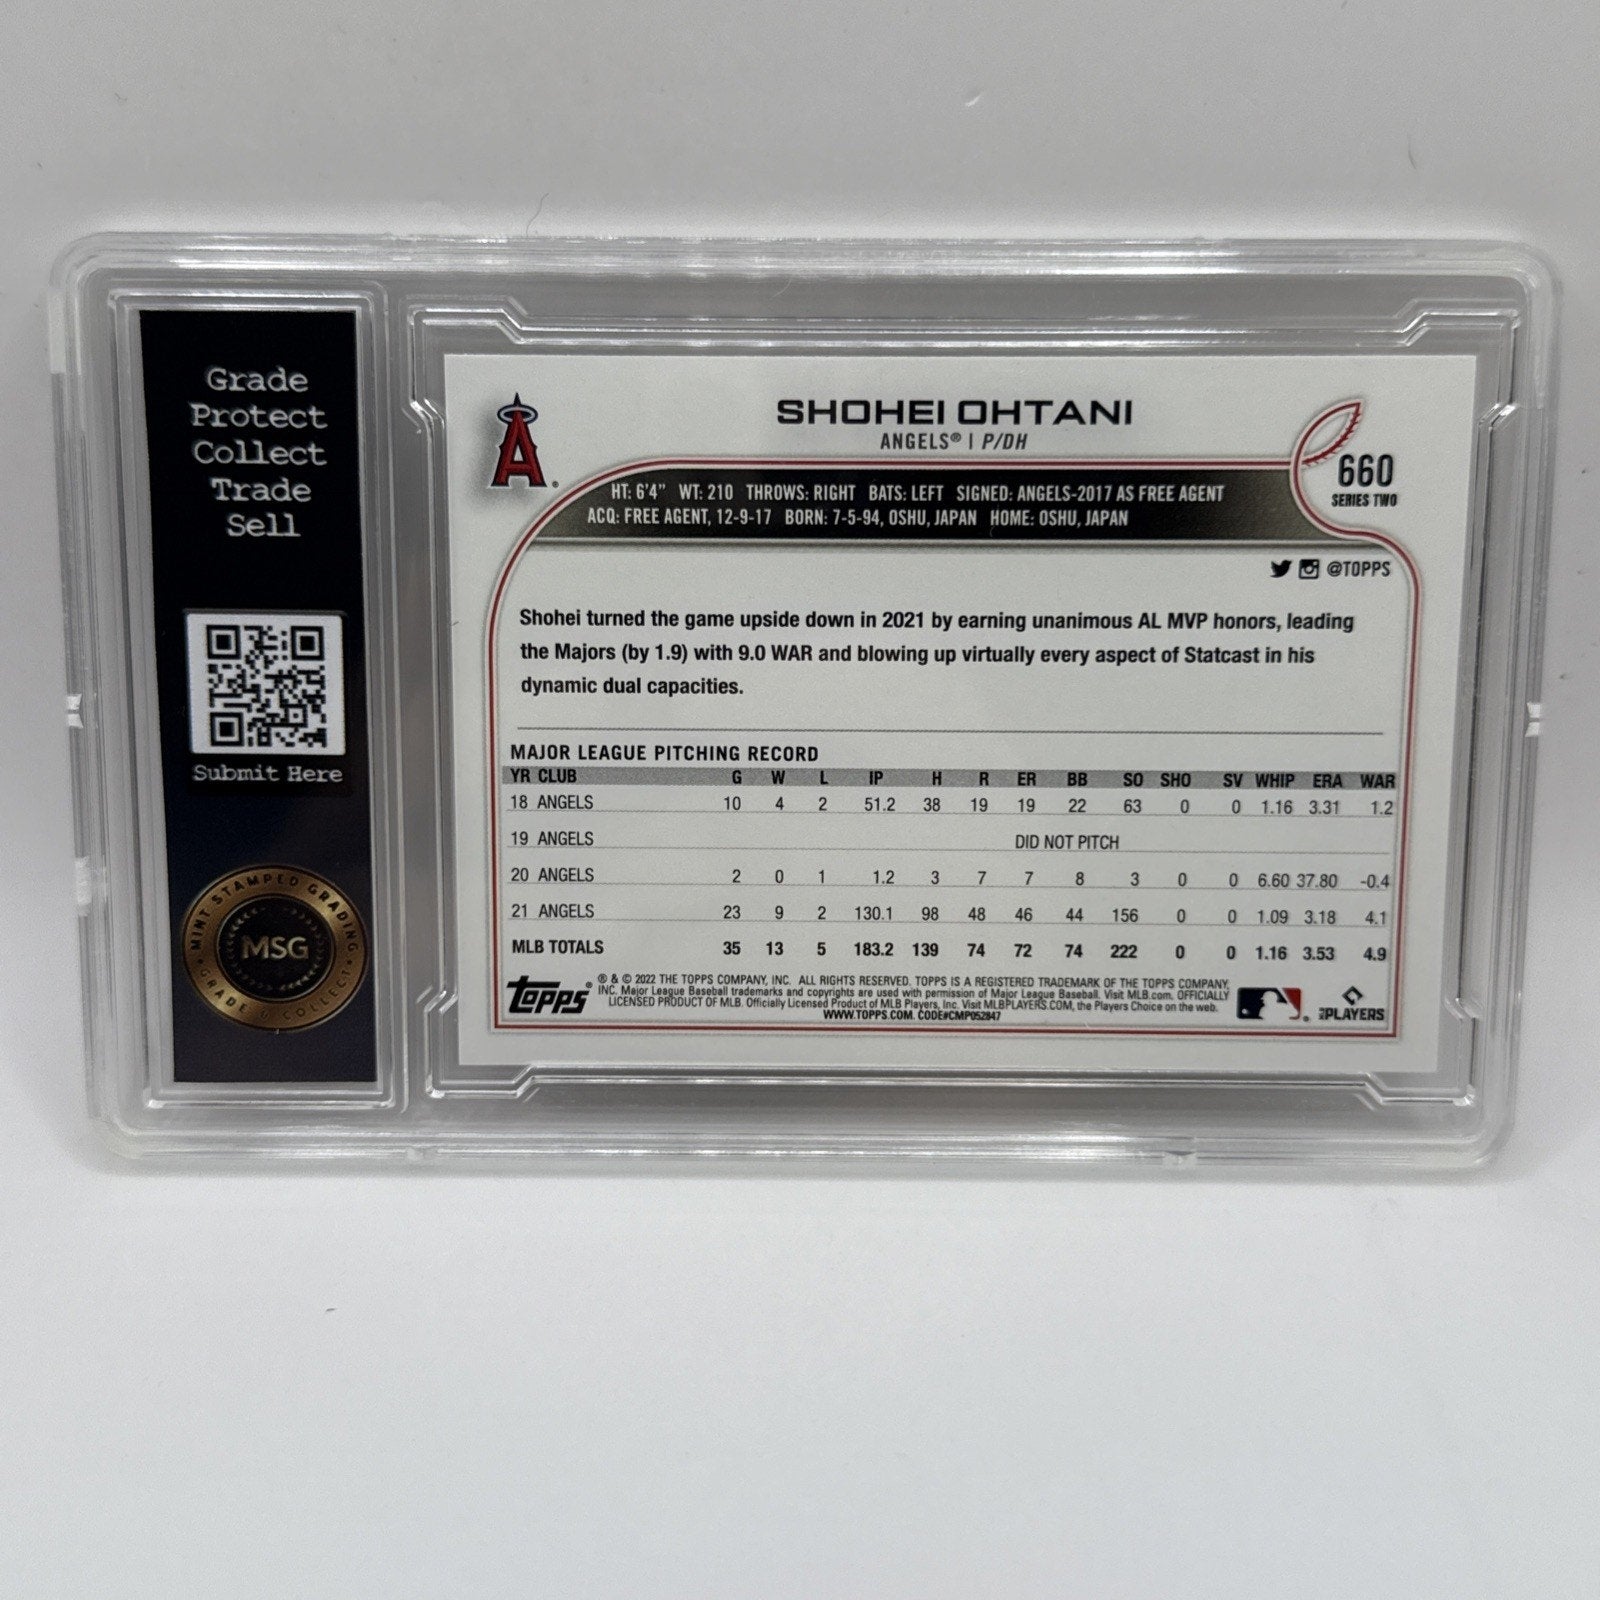 Grade
Protect
Collect
Trade
Sell
Submit Here
MINT STAMPED GRADING
MSG
GRADE & COLLECT
A
SHOHEI OHTANI
ANGELS® | P/DH
660
SERIES TWO
HT: 6'4" WT: 210 THROWS: RIGHT BATS: LEFT SIGNED: ANGELS-2017 AS FREE AGENT
ACQ: FREE AGENT, 12-9-17 BORN: 7-5-94, OSHU, JAPAN HOME: OSHU, JAPAN
@TOPPS
Shohei turned the game upside down in 2021 by earning unanimous AL MVP honors, leading
the Majors (by 1.9) with 9.0 WAR and blowing up virtually every aspect of Statcast in his
dynamic dual capacities.
MAJOR LEAGUE PITCHING RECORD
YR CLUB G W L IP H R ER BB SO SHO SV WHIP ERA WAR
18 ANGELS 10 4 2 51.2 38 19 19 22 63 0 0 1.16 3.31 1.2
19 ANGELS DID NOT PITCH
20 ANGELS 2 0 1 1.2 3 7 7 8 3 0 0 6.60 37.80 -0.4
21 ANGELS 23 9 2 130.1 98 48 46 44 156 0 0 1.09 3.18 4.1
MLB TOTALS 35 13 5 183.2 139 74 72 74 222 0 0 1.16 3.53 4.9
topps®
® & © 2022 THE TOPPS COMPANY, INC. ALL RIGHTS RESERVED. TOPPS IS A REGISTERED TRADEMARK OF THE TOPPS COMPANY,
INC. Major League Baseball trademarks and copyrights are used with permission of Major League Baseball. Visit MLB.com. OFFICIALLY
LICENSED PRODUCT OF MLB. Officially Licensed Product of MLB Players, Inc. Visit MLBPLAYERS.COM, the Players Choice on the web.
WWW.TOPPS.COM. CODE#CMP052847
PLAYERS